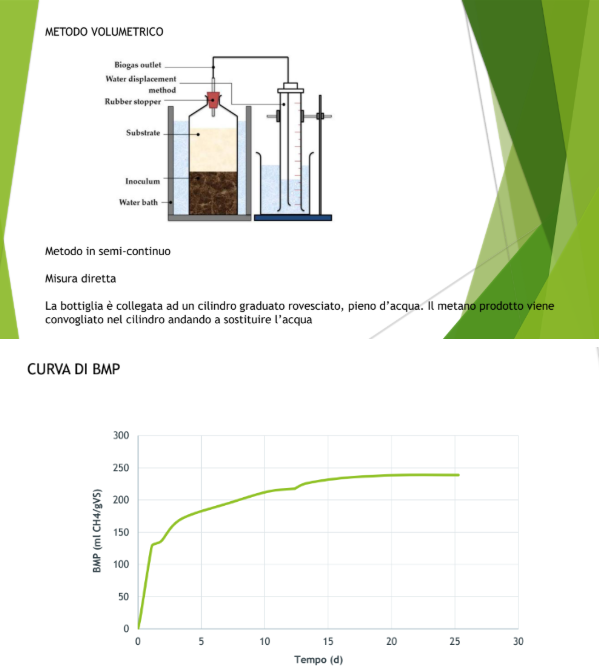 METODO VOLUMETRICO
Biogas outlet
Water displacement
method
Rubber stopper
Substrate
Inoculum
Water bath
Metodo in semi-continuo
Misura diretta
La bottiglia è collegata ad un cilindro graduato rovesciato, pieno d'acqua. Il metano prodotto viene
convogliato nel cilindro andando a sostituire l'acqua
CURVA DI BMP
300
250
200
150
100
50
0
BMP (ml CH4/gVS)
0 5 10 15 20 25 30
Tempo (d)